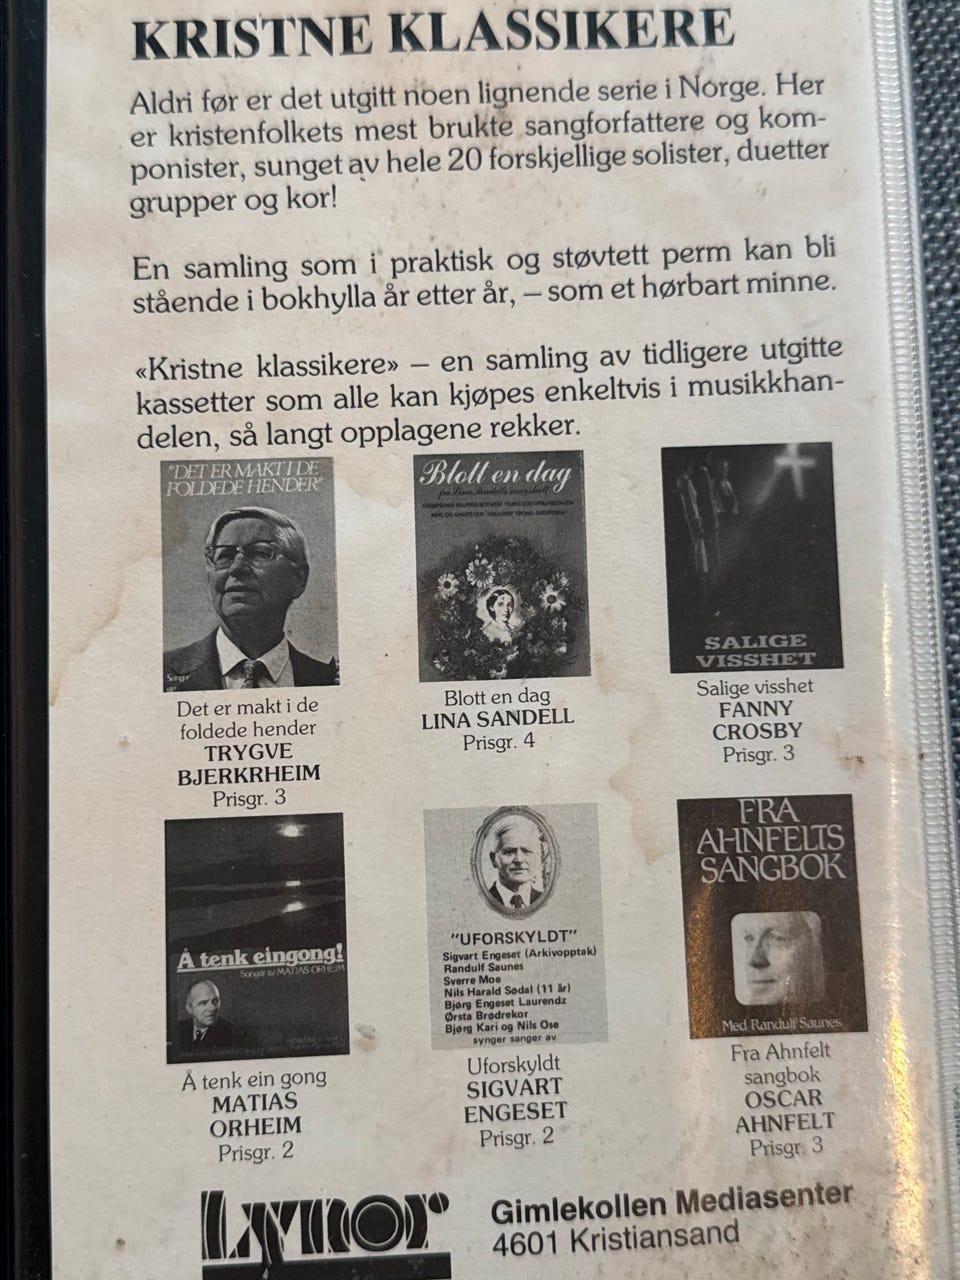 KRISTNE KLASSIKERE
Aldri før er det utgitt noen lignende serie i Norge. Her
er kristenfolkets mest brukte sangforfattere og kom-
ponister, sunget av hele 20 forskjellige solister, duetter
grupper og kor!
En samling som i praktisk og støvtett perm kan bli
stående i bokhylla år etter år, – som et hørbart minne.
«Kristne klassikere» – en samling av tidligere utgitte
kassetter som alle kan kjøpes enkeltvis i musikkhan-
delen, så langt opplagene rekker.
"DET ER MAKT I DE
FOLDEDE HENDER"
Det er makt i de
foldede hender
TRYGVE
BJERKRHEIM
Prisgr. 3
Blott en dag
fra Lina Sandells sangskatt
Blott en dag
LINA SANDELL
Prisgr. 4
SALIGE
VISSHET
Salige visshet
FANNY
CROSBY
Prisgr. 3
Å tenk eingong!
Songar av MATIAS ORHEIM
Å tenk ein gong
MATIAS
ORHEIM
Prisgr. 2
"UFORSKYLDT"
Sigvart Engeset (Arkivopptak)
Randulf Saunes
Sverre Moe
Nils Harald Sødal (11 år)
Bjørg Engeset Laurendz
Ørsta Brødrekor
Bjørg Kari og Nils Ose
synger sanger av
Uforskyldt
SIGVART
ENGESET
Prisgr. 2
FRA
AHNFELTS
SANGBOK
Med Randulf Saunes
Fra Ahnfelt
sangbok
OSCAR
AHNFELT
Prisgr. 3
Lynor
Gimlekollen Mediasenter
4601 Kristiansand